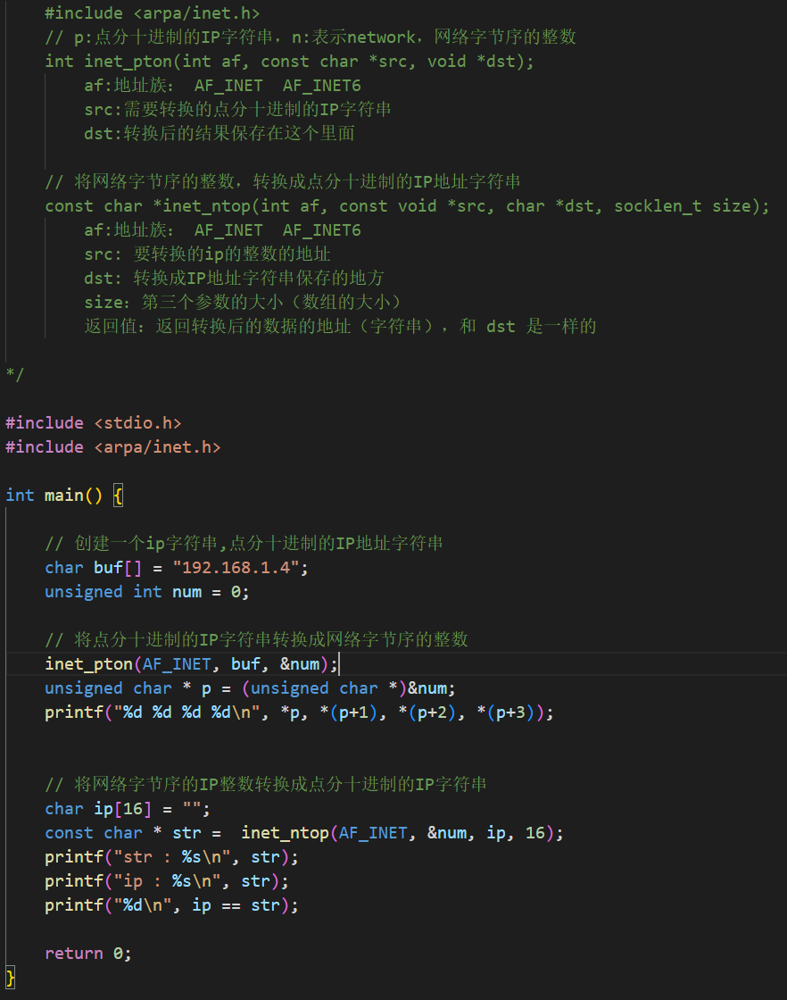 #include <arpa/inet.h>
// p:点分十进制的IP字符串，n:表示network，网络字节序的整数
int inet_pton(int af, const char *src, void *dst);
af:地址族： AF_INET  AF_INET6
src:需要转换的点分十进制的IP字符串
dst:转换后的结果保存在这个里面
// 将网络字节序的整数，转换成点分十进制的IP地址字符串
const char *inet_ntop(int af, const void *src, char *dst, socklen_t size);
af:地址族： AF_INET  AF_INET6
src: 要转换的ip的整数的地址
dst: 转换成IP地址字符串保存的地方
size：第三个参数的大小（数组的大小）
返回值：返回转换后的数据的地址（字符串），和 dst 是一样的
*/
#include <stdio.h>
#include <arpa/inet.h>
int main() {
// 创建一个ip字符串,点分十进制的IP地址字符串
char buf[] = "192.168.1.4";
unsigned int num = 0;
// 将点分十进制的IP字符串转换成网络字节序的整数
inet_pton(AF_INET, buf, &num);
unsigned char * p = (unsigned char *)&num;
printf("%d %d %d %d\n", *p, *(p+1), *(p+2), *(p+3));
// 将网络字节序的IP整数转换成点分十进制的IP字符串
char ip[16] = "";
const char * str =  inet_ntop(AF_INET, &num, ip, 16);
printf("str : %s\n", str);
printf("ip : %s\n", str);
printf("%d\n", ip == str);
return 0;
}